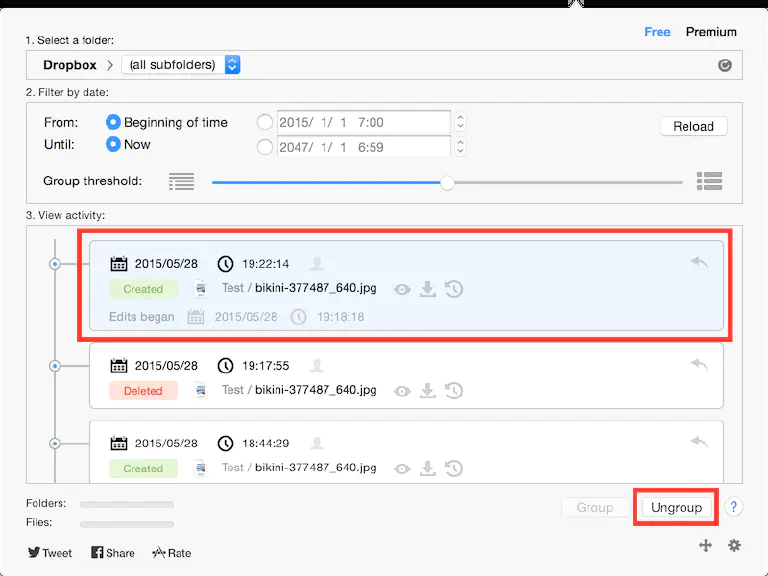 Free Premium
1. Select a folder:
Dropbox (all subfolders)
2. Filter by date:
From: Beginning of time 2015/ 1/ 1 7:00
Until: Now 2047/ 1/ 1 6:59
Reload
Group threshold:
3. View activity:
2015/05/28 19:22:14
Created Test / bikini-377487_640.jpg
Edits began 2015/05/28 19:18:18
2015/05/28 19:17:55
Deleted Test / bikini-377487_640.jpg
2015/05/28 18:44:29
Created Test / bikini-377487_640.jpg
Folders:
Files:
Group Ungroup ?
Tweet Share Rate